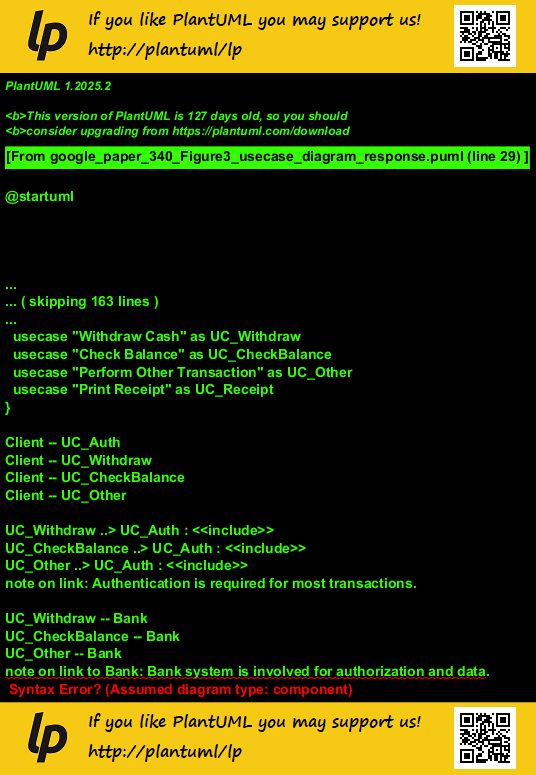 lp
If you like PlantUML you may support us!
http://plantuml/lp
PlantUML 1.2025.2
<b>This version of PlantUML is 127 days old, so you should
<b>consider upgrading from https://plantuml.com/download
[From google_paper_340_Figure3_usecase_diagram_response.puml (line 29) ]
@startuml
...
... ( skipping 163 lines )
...
usecase "Withdraw Cash" as UC_Withdraw
usecase "Check Balance" as UC_CheckBalance
usecase "Perform Other Transaction" as UC_Other
usecase "Print Receipt" as UC_Receipt
}
Client -- UC_Auth
Client -- UC_Withdraw
Client -- UC_CheckBalance
Client -- UC_Other
UC_Withdraw ..> UC_Auth : <<include>>
UC_CheckBalance ..> UC_Auth : <<include>>
UC_Other ..> UC_Auth : <<include>>
note on link: Authentication is required for most transactions.
UC_Withdraw -- Bank
UC_CheckBalance -- Bank
UC_Other -- Bank
note on link to Bank: Bank system is involved for authorization and data.
Syntax Error? (Assumed diagram type: component)
lp
If you like PlantUML you may support us!
http://plantuml/lp